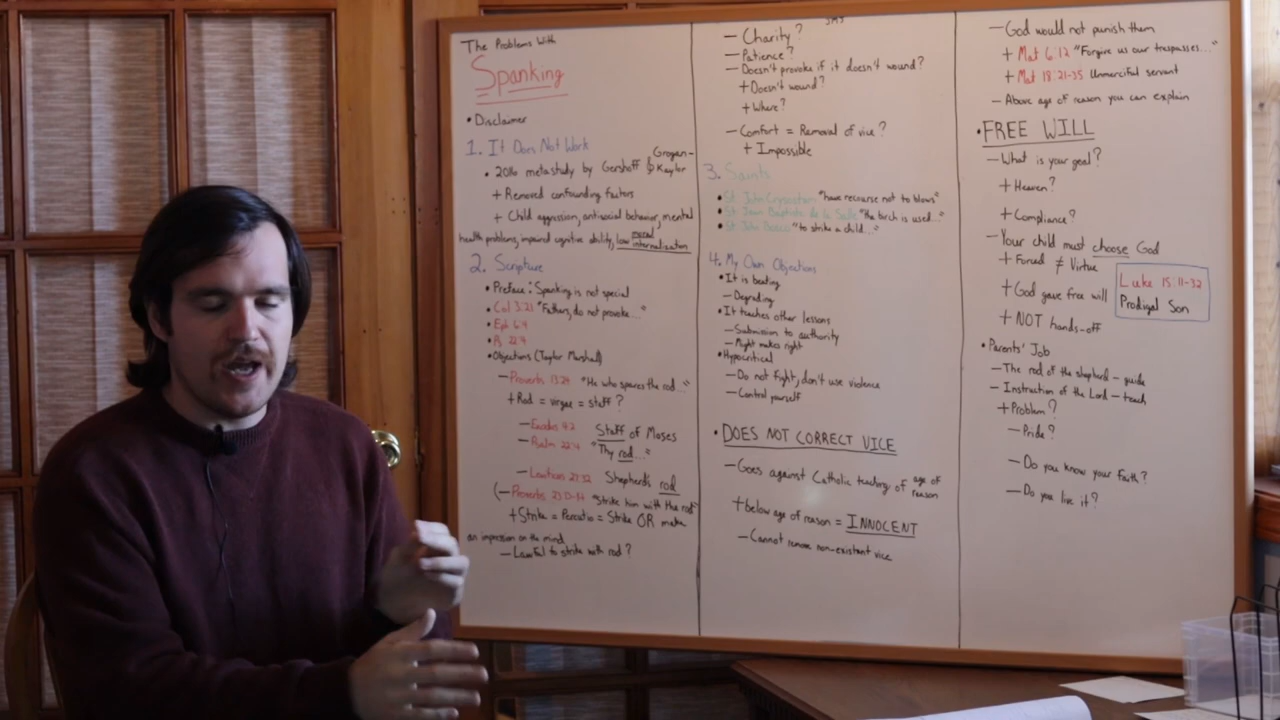 The Problems With
Spanking
• Disclaimer
1. It Does Not Work
• 2016 metastudy by Gershoff & Grogan-Kaylor
+ Removed confounding factors
+ Child aggression, antisocial behavior, mental
health problems, impaired cognitive ability, low moral internalization
2. Scripture
• Preface: Spanking is not special
• Col 3:21 "Fathers, do not provoke..."
• Eph 6:4
• Ps 22:4
• Objections (Taylor Marshall)
– Proverbs 13:24 "He who spares the rod..."
+ Rod = virgae = staff?
– Exodus 4:2 Staff of Moses
– Psalm 22:4 "Thy rod..."
– Leviticus 27:32 Shepherd's rod
(– Proverbs 23:13-14 "Strike him with the rod"
+ Strike = Percutio = Strike OR make
an impression on the mind
– Lawful to strike with rod?
– Charity?
– Patience?
– Doesn't provoke if it doesn't wound?
+ Doesn't wound?
+ Where?
– Comfort = Removal of vice?
+ Impossible
3. Saints
• St. John Chrysostom "have recourse not to blows"
• St. Jean Baptiste de la Salle "the birch is used..."
• St. John Bosco "to strike a child..."
4. My Own Objections
• It is beating
– Degrading
• It teaches other lessons
– Submission to authority
– Might makes right
• Hypocritical
– Do not fight, don't use violence
– Control yourself
• DOES NOT CORRECT VICE
– Goes against Catholic teaching of age of reason
+ below age of reason = INNOCENT
– Cannot remove non-existent vice
– God would not punish them
+ Mat 6:12 "Forgive us our trespasses..."
+ Mat 18:21-35 Unmerciful servant
– Above age of reason you can explain
• FREE WILL
– What is your goal?
+ Heaven?
+ Compliance?
– Your child must choose God
+ Forced ≠ Virtue
+ God gave free will
+ NOT hands-off
Luke 15:11-32
Prodigal Son
• Parents' Job
– The rod of the shepherd – guide
– Instruction of the Lord – teach
+ Problem?
– Pride?
– Do you know your faith?
– Do you live it?